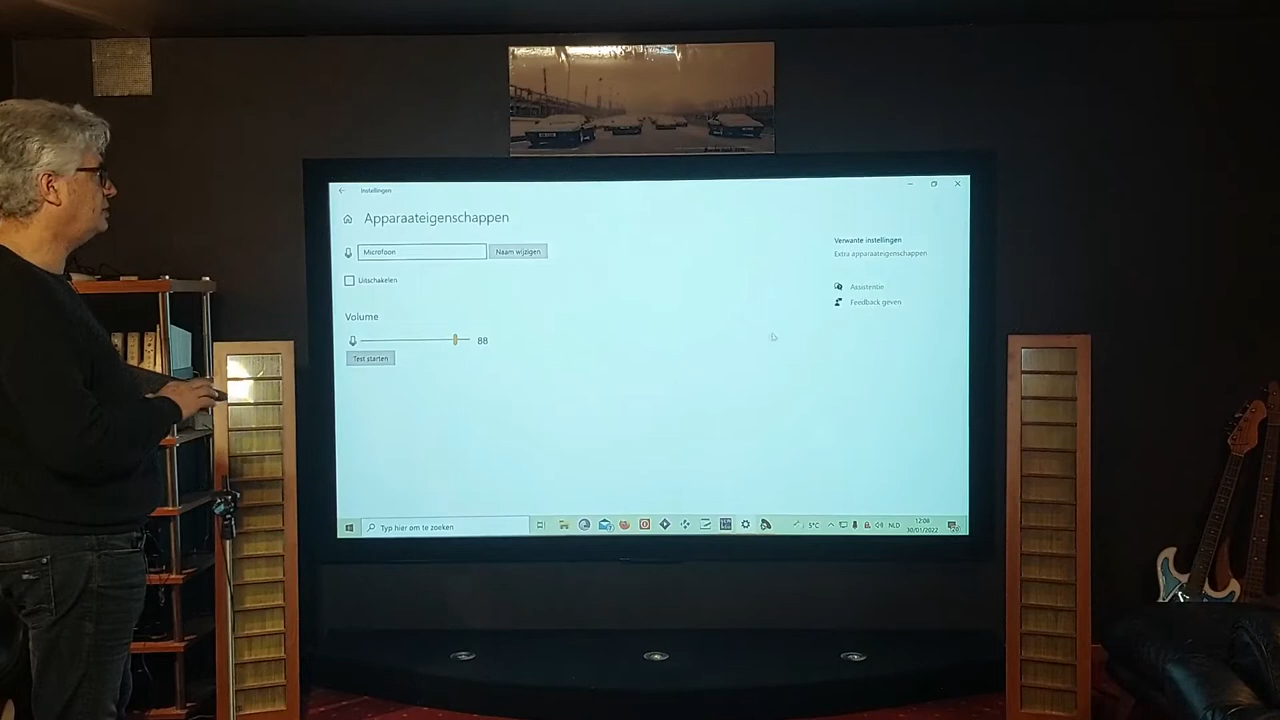 Instellingen
Apparaateigenschappen
Microfoon
Naam wijzigen
Uitschakelen
Volume
88
Test starten
Verwante instellingen
Extra apparaateigenschappen
Assistentie
Feedback geven
Typ hier om te zoeken
5°C
NLD
12:08
30/01/2022